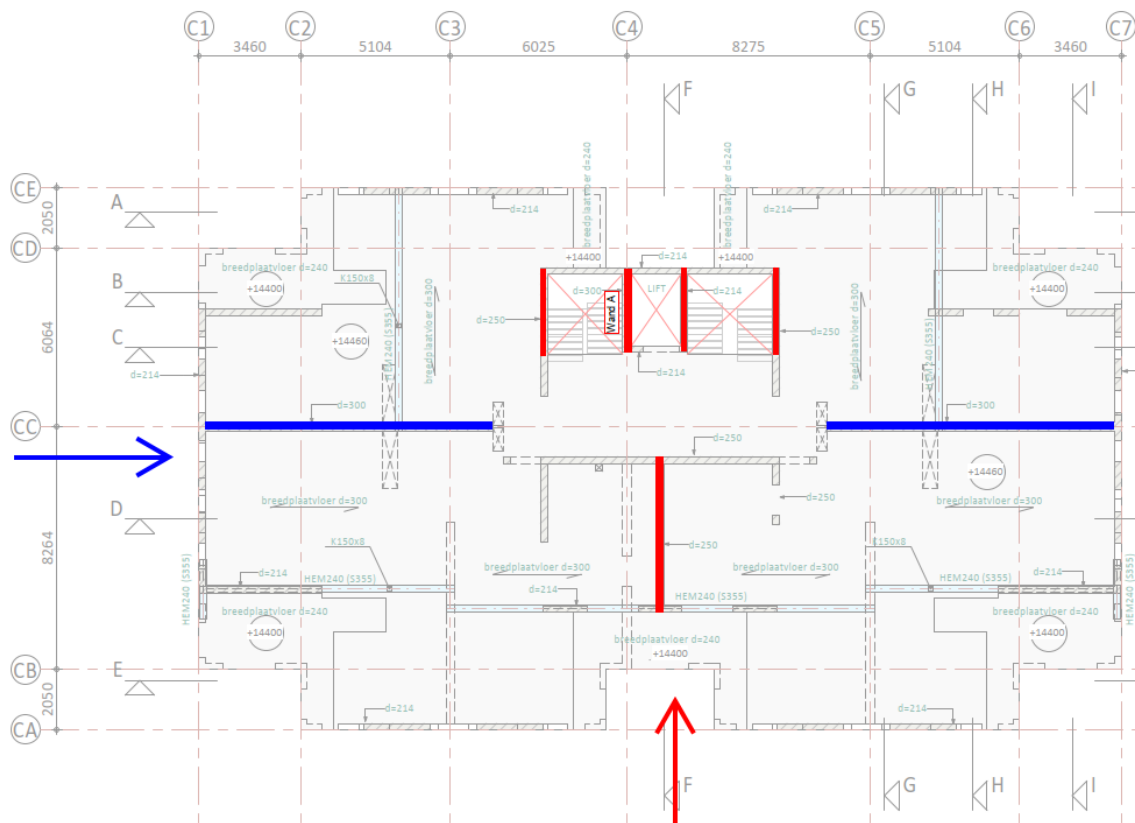 C1 C2 C3 C4 C5 C6 C7
3460 5104 6025 8275 5104 3460
F G H I
CE
breedplaatvloer d=240 breedplaatvloer d=240
2050
A
d=214 d=214
CD
+14400 d=214 +14400
breedplaatvloer d=240 breedplaatvloer d=240
K150x8
B
+14400 d=300 Wand A LIFT d=214 +14400
6064
d=250 d=250
C
+14460
HEM240 (S355) breedplaatvloer d=300 breedplaatvloer d=300 HEM240 (S355)
d=214 d=214
d=300 d=300
CC
d=250
+14460
breedplaatvloer d=300 breedplaatvloer d=300
D
d=250
8264
K150x8 d=250 K150x8
HEM240 (S355) d=214 HEM240 (S355) breedplaatvloer d=300 breedplaatvloer d=300 HEM240 (S355) d=214 HEM240 (S355)
d=214
HEM240 (S355)
breedplaatvloer d=240 breedplaatvloer d=240
+14400 breedplaatvloer d=240 +14400
+14400
CB
E
2050
d=214 d=214
CA
F G H I